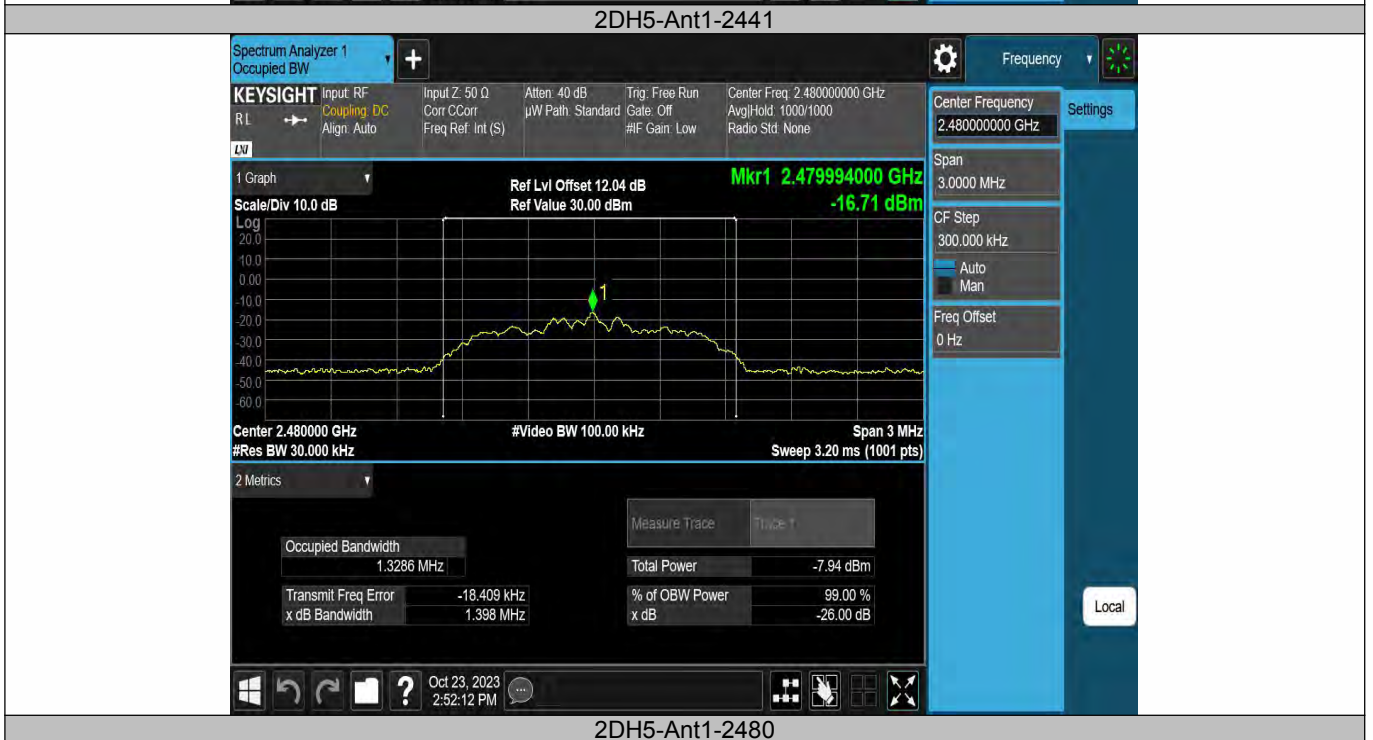 2DH5-Ant1-2441
Spectrum Analyzer 1
Occupied BW
+
Frequency
KEYSIGHT
RL
LXI
Input: RF
Coupling: DC
Align: Auto
Input Z: 50 Ω
Corr CCorr
Freq Ref: Int (S)
Atten: 40 dB
µW Path: Standard
Trig: Free Run
Gate: Off
#IF Gain: Low
Center Freq: 2.480000000 GHz
Avg|Hold: 1000/1000
Radio Std: None
Center Frequency
2.480000000 GHz
Settings
Span
3.0000 MHz
CF Step
300.000 kHz
Auto
Man
Freq Offset
0 Hz
1 Graph
Scale/Div 10.0 dB
Ref Lvl Offset 12.04 dB
Ref Value 30.00 dBm
Mkr1 2.479994000 GHz
-16.71 dBm
Log
20.0
10.0
0.00
-10.0
-20.0
-30.0
-40.0
-50.0
-60.0
1
Center 2.480000 GHz
#Res BW 30.000 kHz
#Video BW 100.00 kHz
Span 3 MHz
Sweep 3.20 ms (1001 pts)
2 Metrics
Measure Trace
Trace 1
Occupied Bandwidth
1.3286 MHz
Total Power -7.94 dBm
Transmit Freq Error -18.409 kHz
% of OBW Power 99.00 %
x dB Bandwidth 1.398 MHz
x dB -26.00 dB
Local
?
Oct 23, 2023
2:52:12 PM
2DH5-Ant1-2480